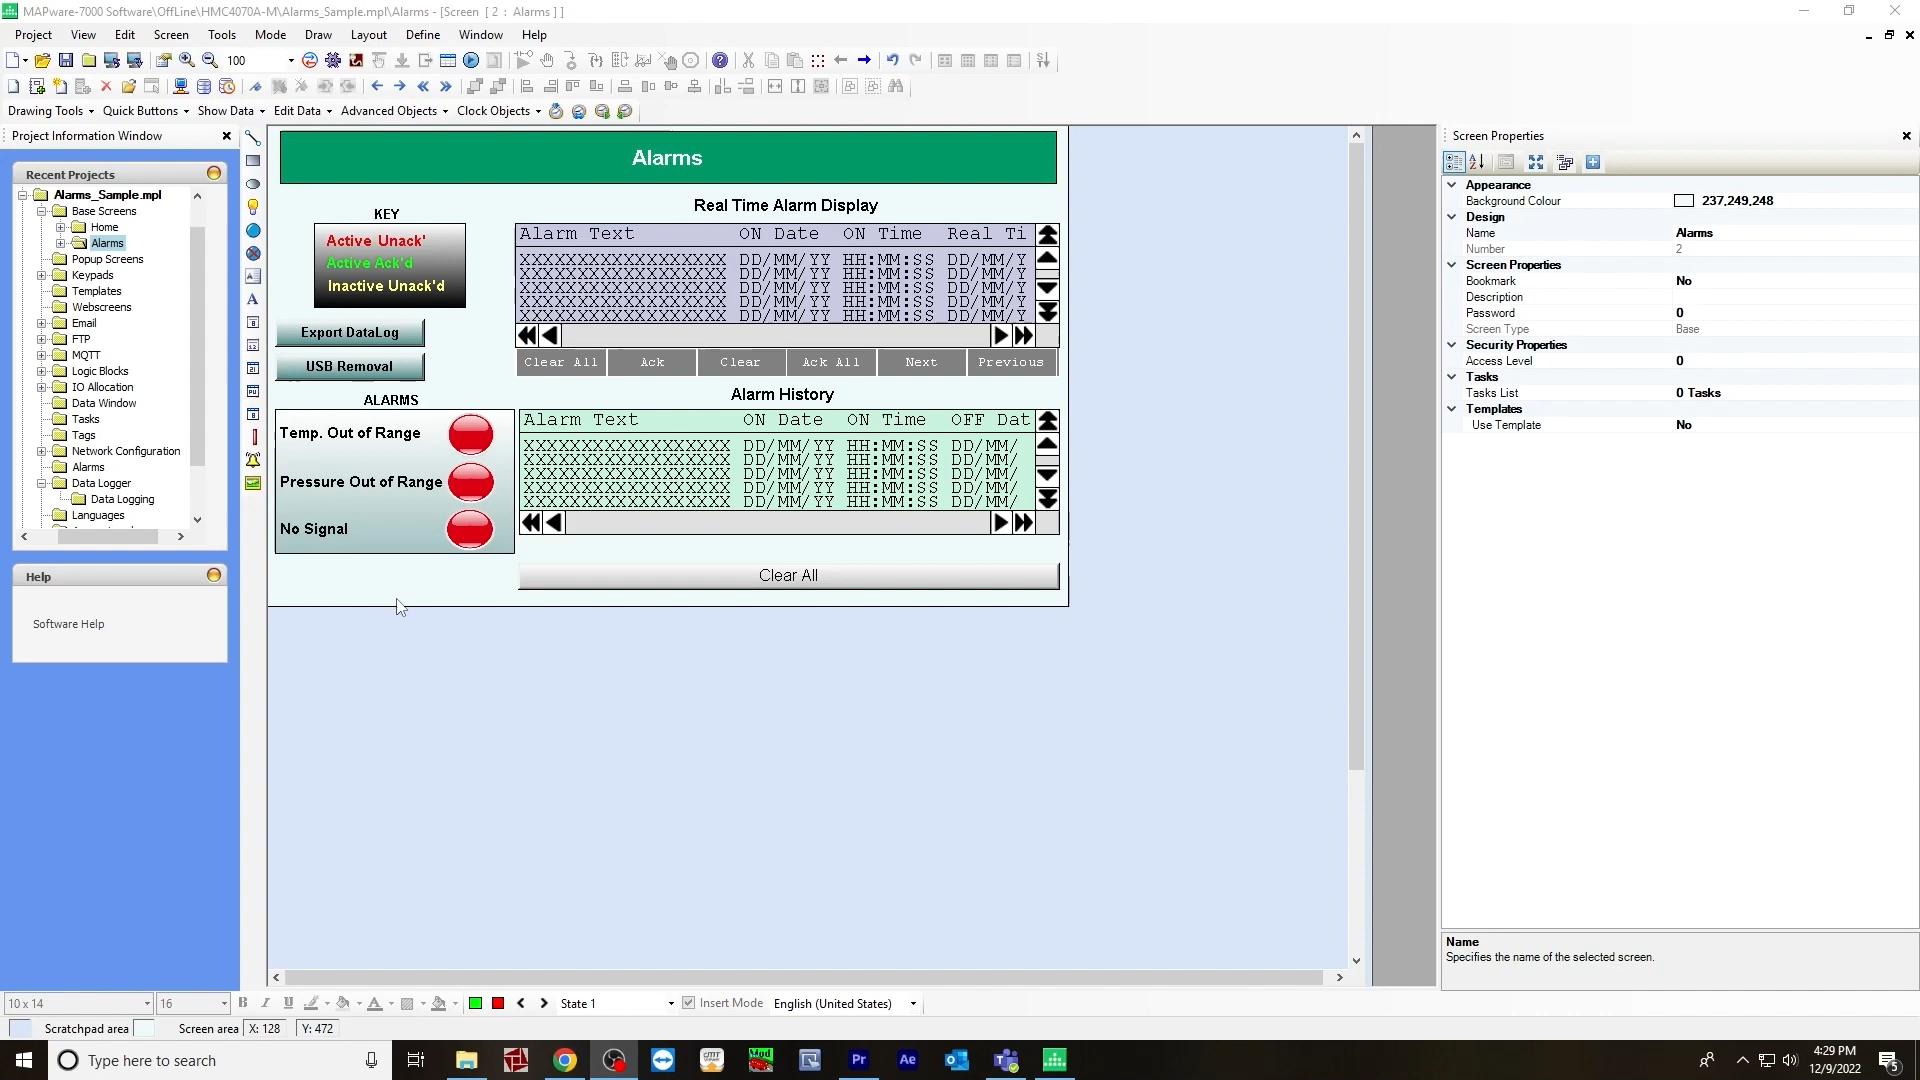 MAPware-7000 Software\OffLine\HMC4070A-M\Alarms_Sample.mpl\Alarms - [Screen [ 2 : Alarms ] ]
Project View Edit Screen Tools Mode Draw Layout Define Window Help
100
Drawing Tools Quick Buttons Show Data Edit Data Advanced Objects Clock Objects
Project Information Window
Recent Projects
Alarms_Sample.mpl
Base Screens
Home
Alarms
Popup Screens
Keypads
Templates
Webscreens
Email
FTP
MQTT
Logic Blocks
IO Allocation
Data Window
Tasks
Tags
Network Configuration
Alarms
Data Logger
Data Logging
Languages
Help
Software Help
Alarms
KEY
Active Unack'
Active Ack'd
Inactive Unack'd
Export DataLog
USB Removal
ALARMS
Temp. Out of Range
Pressure Out of Range
No Signal
Real Time Alarm Display
Alarm Text ON Date ON Time Real Ti
XXXXXXXXXXXXXXXXXX DD/MM/YY HH:MM:SS DD/MM/Y
XXXXXXXXXXXXXXXXXX DD/MM/YY HH:MM:SS DD/MM/Y
XXXXXXXXXXXXXXXXXX DD/MM/YY HH:MM:SS DD/MM/Y
XXXXXXXXXXXXXXXXXX DD/MM/YY HH:MM:SS DD/MM/Y
XXXXXXXXXXXXXXXXXX DD/MM/YY HH:MM:SS DD/MM/Y
Clear All Ack Clear Ack All Next Previous
Alarm History
Alarm Text ON Date ON Time OFF Dat
XXXXXXXXXXXXXXXXXX DD/MM/YY HH:MM:SS DD/MM/
XXXXXXXXXXXXXXXXXX DD/MM/YY HH:MM:SS DD/MM/
XXXXXXXXXXXXXXXXXX DD/MM/YY HH:MM:SS DD/MM/
XXXXXXXXXXXXXXXXXX DD/MM/YY HH:MM:SS DD/MM/
XXXXXXXXXXXXXXXXXX DD/MM/YY HH:MM:SS DD/MM/
Clear All
Screen Properties
Appearance
Background Colour 237,249,248
Design
Name Alarms
Number 2
Screen Properties
Bookmark No
Description
Password 0
Screen Type Base
Security Properties
Access Level 0
Tasks
Tasks List 0 Tasks
Templates
Use Template No
Name
Specifies the name of the selected screen.
10 x 14 16 B I U State 1 Insert Mode English (United States)
Scratchpad area Screen area X: 128 Y: 472
Type here to search
Pr Ae
4:29 PM
12/9/2022
5